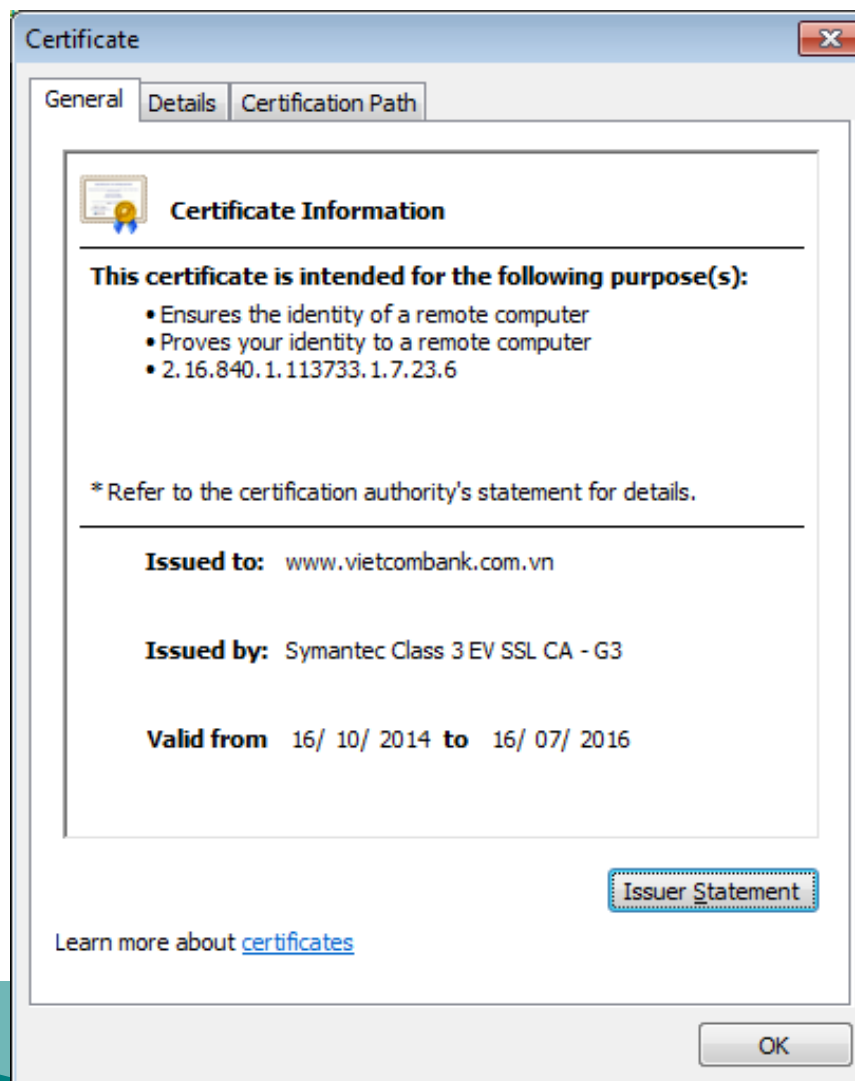 Certificate
General Details Certification Path
Certificate Information
This certificate is intended for the following purpose(s):
• Ensures the identity of a remote computer
• Proves your identity to a remote computer
• 2.16.840.1.113733.1.7.23.6
* Refer to the certification authority's statement for details.
Issued to: www.vietcombank.com.vn
Issued by: Symantec Class 3 EV SSL CA - G3
Valid from 16/ 10/ 2014 to 16/ 07/ 2016
Issuer Statement
Learn more about certificates
OK